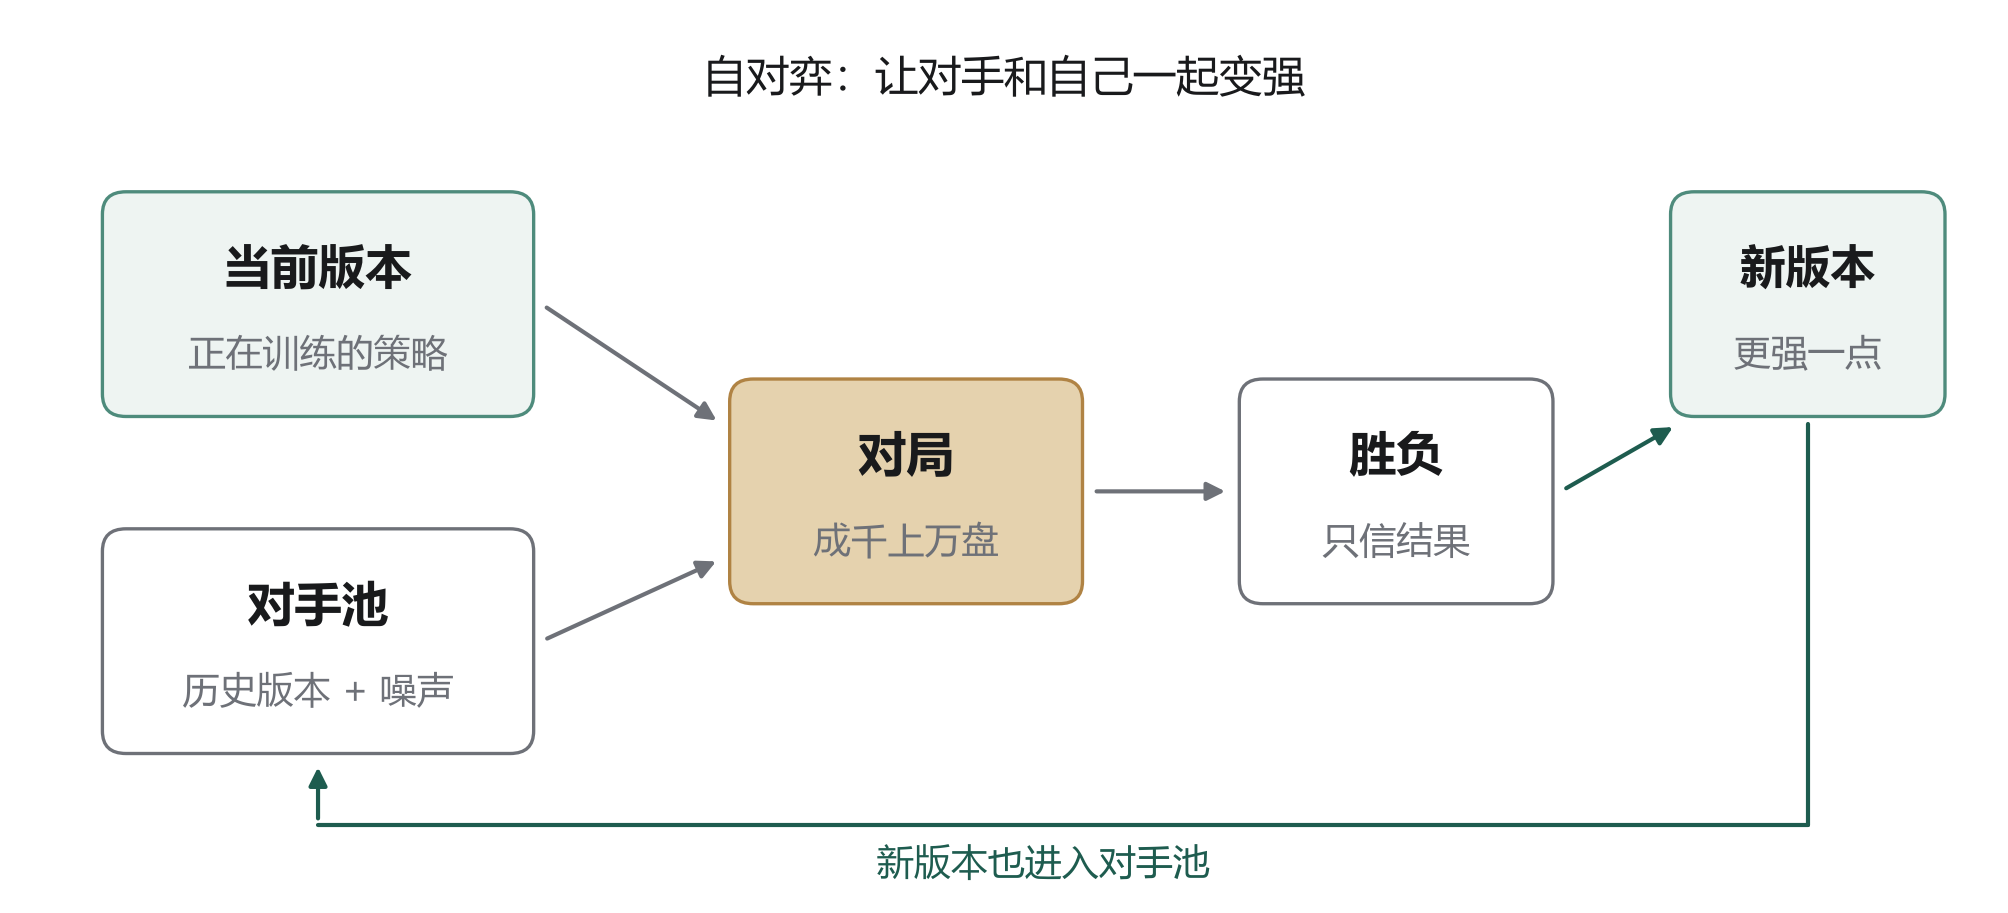 自对弈：让对手和自己一起变强
当前版本
正在训练的策略
对手池
历史版本 + 噪声
对局
成千上万盘
胜负
只信结果
新版本
更强一点
新版本也进入对手池